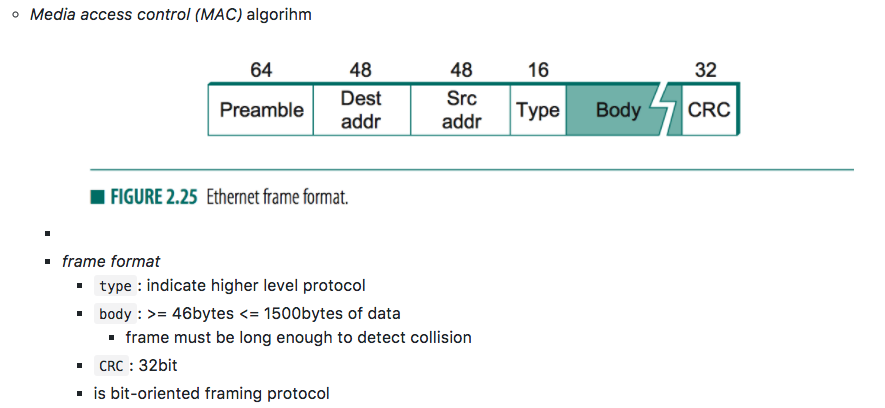 Media access control (MAC) algorihm
64 48 48 16 32
Preamble Dest addr Src addr Type Body CRC
FIGURE 2.25 Ethernet frame format.
frame format
type : indicate higher level protocol
body : >= 46bytes <= 1500bytes of data
frame must be long enough to detect collision
CRC : 32bit
is bit-oriented framing protocol